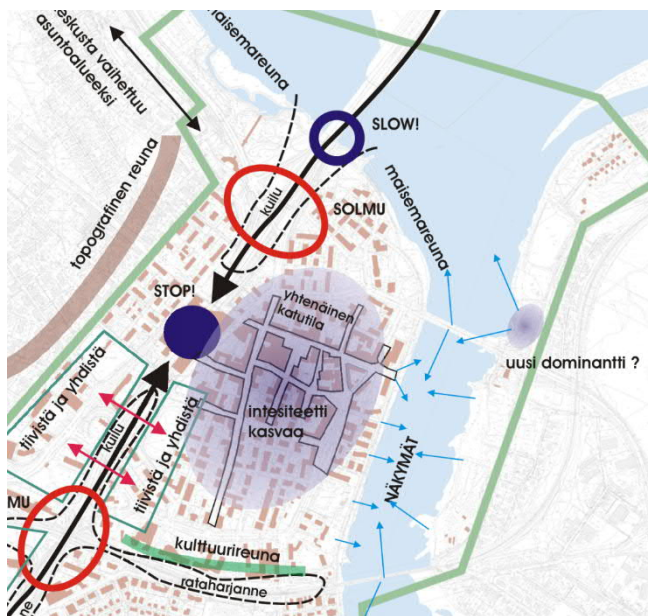 keskusta vaihettuu
asuntoalueeksi
maisemareuna
SLOW!
topografinen reuna
kuilu
SOLMU
maisemareuna
STOP!
yhtenäinen
katutila
uusi dominantti ?
intesiteetti
kasvaa
tiivistä ja yhdistä
kuilu
tiivistä ja yhdistä
NÄKYMÄT
MU
kulttuurireuna
rataharjanne
ne